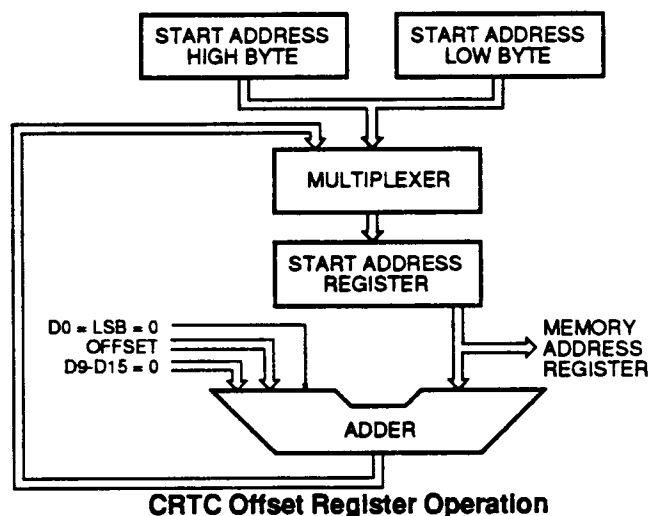 START ADDRESS
HIGH BYTE
START ADDRESS
LOW BYTE
MULTIPLEXER
START ADDRESS
REGISTER
D0 = LSB = 0
OFFSET
D9-D15 = 0
MEMORY
ADDRESS
REGISTER
ADDER
CRTC Offset Register Operation